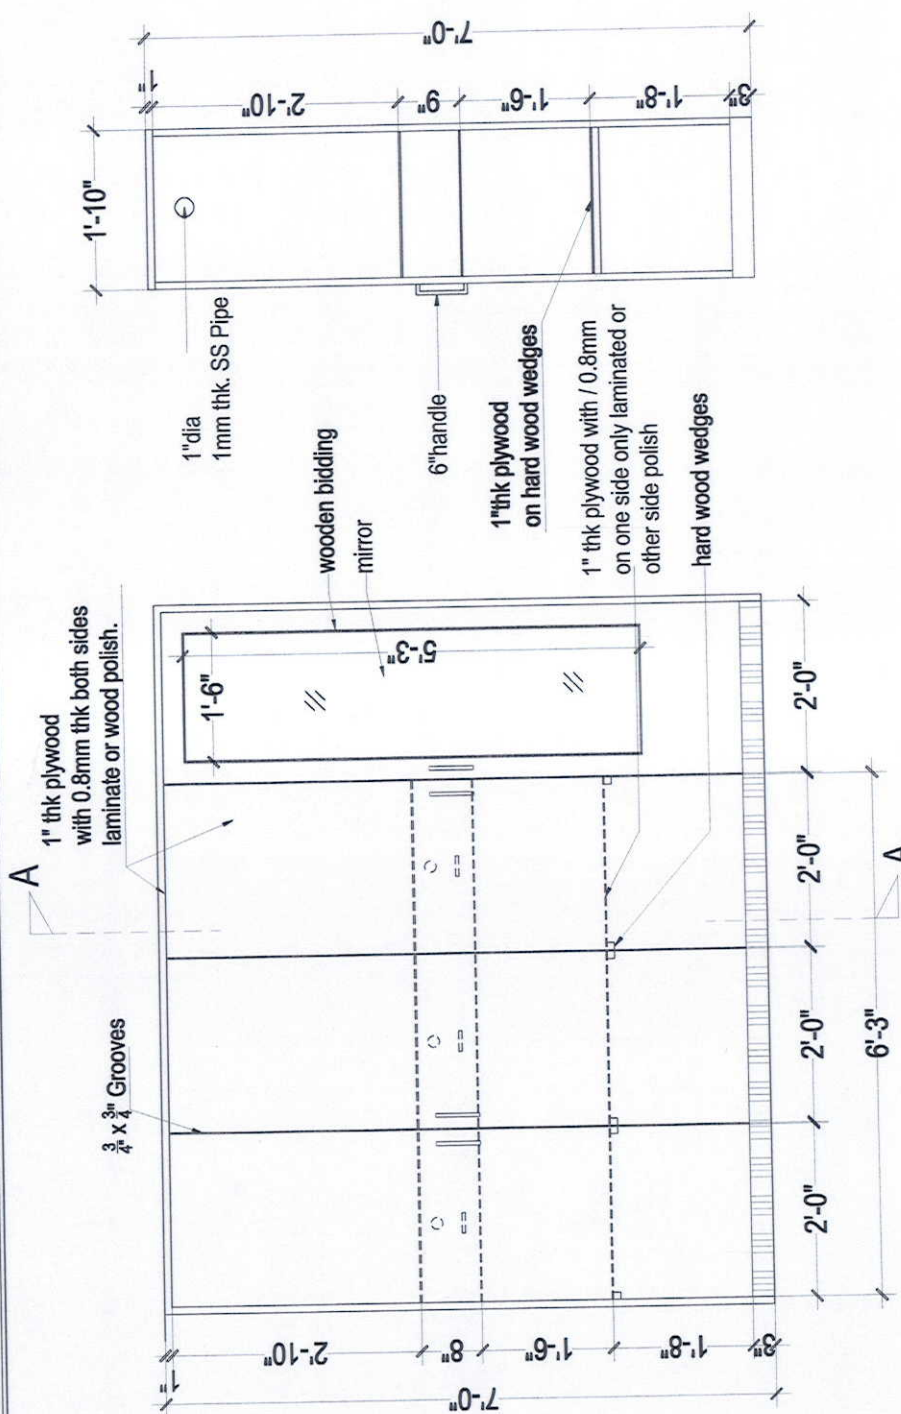 7'-0"
1"
2'-10"
9"
1'-6"
1'-8"
3"
1'-10"
1"dia
1mm thk. SS Pipe
6"handle
1"thk plywood
on hard wood wedges
1" thk plywood with / 0.8mm
on one side only laminated or
other side polish
hard wood wedges
wooden bidding
mirror
1" thk plywood
with 0.8mm thk both sides
laminate or wood polish.
A
3/4" x 3/4" Grooves
1'-6"
5'-3"
2'-0"
2'-0"
2'-0"
2'-0"
6'-3"
A
1"
2'-10"
8"
1'-6"
1'-8"
3"
7'-0"